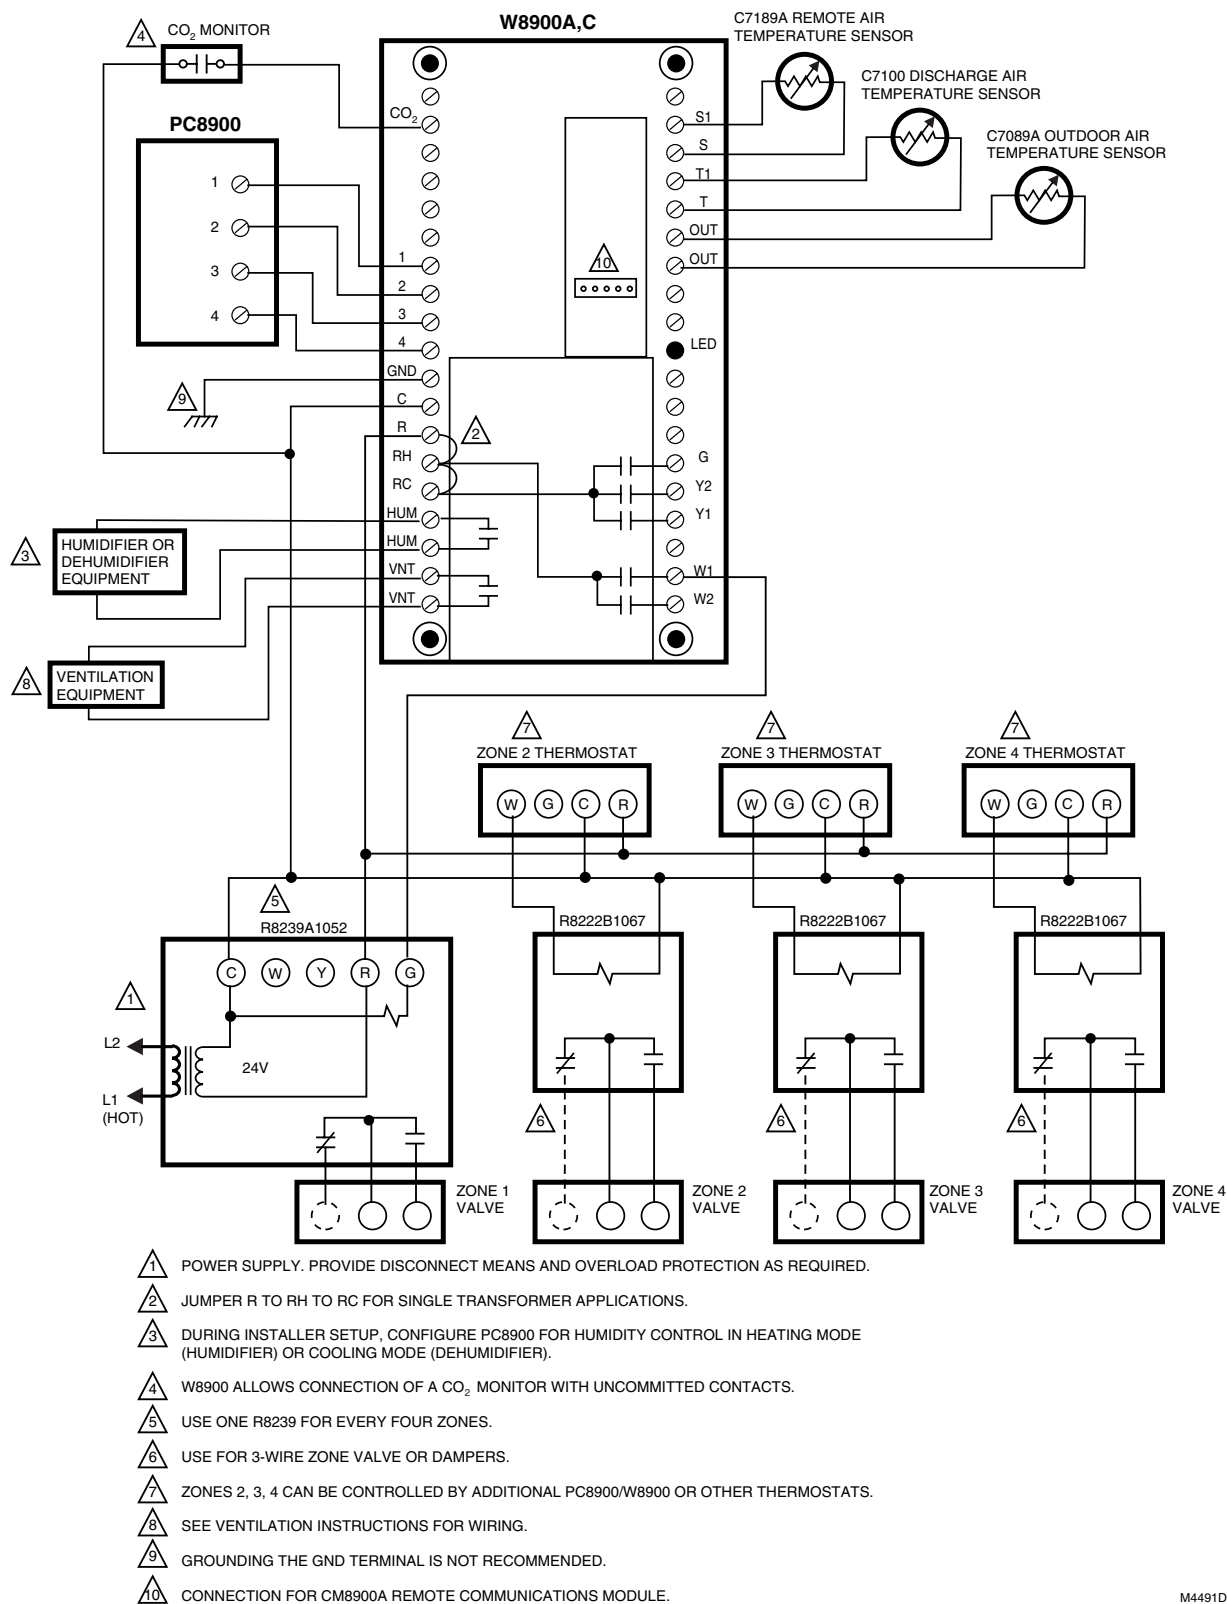 W8900A,C
4
CO2 MONITOR
C7189A REMOTE AIR
TEMPERATURE SENSOR
C7100 DISCHARGE AIR
TEMPERATURE SENSOR
C7089A OUTDOOR AIR
TEMPERATURE SENSOR
PC8900
1
2
3
4
CO2
1
2
3
4
GND
C
R
RH
RC
HUM
HUM
VNT
VNT
S1
S
T1
T
OUT
OUT
LED
G
Y2
Y1
W1
W2
10
9
2
3
HUMIDIFIER OR
DEHUMIDIFIER
EQUIPMENT
8
VENTILATION
EQUIPMENT
7
ZONE 2 THERMOSTAT
W G C R
7
ZONE 3 THERMOSTAT
W G C R
7
ZONE 4 THERMOSTAT
W G C R
5
R8239A1052
C W Y R G
1
L2
L1
(HOT)
24V
R8222B1067
R8222B1067
R8222B1067
6
6
6
ZONE 1
VALVE
ZONE 2
VALVE
ZONE 3
VALVE
ZONE 4
VALVE
1 POWER SUPPLY. PROVIDE DISCONNECT MEANS AND OVERLOAD PROTECTION AS REQUIRED.
2 JUMPER R TO RH TO RC FOR SINGLE TRANSFORMER APPLICATIONS.
3 DURING INSTALLER SETUP, CONFIGURE PC8900 FOR HUMIDITY CONTROL IN HEATING MODE
(HUMIDIFIER) OR COOLING MODE (DEHUMIDIFIER).
4 W8900 ALLOWS CONNECTION OF A CO2 MONITOR WITH UNCOMMITTED CONTACTS.
5 USE ONE R8239 FOR EVERY FOUR ZONES.
6 USE FOR 3-WIRE ZONE VALVE OR DAMPERS.
7 ZONES 2, 3, 4 CAN BE CONTROLLED BY ADDITIONAL PC8900/W8900 OR OTHER THERMOSTATS.
8 SEE VENTILATION INSTRUCTIONS FOR WIRING.
9 GROUNDING THE GND TERMINAL IS NOT RECOMMENDED.
10 CONNECTION FOR CM8900A REMOTE COMMUNICATIONS MODULE.
M4491D